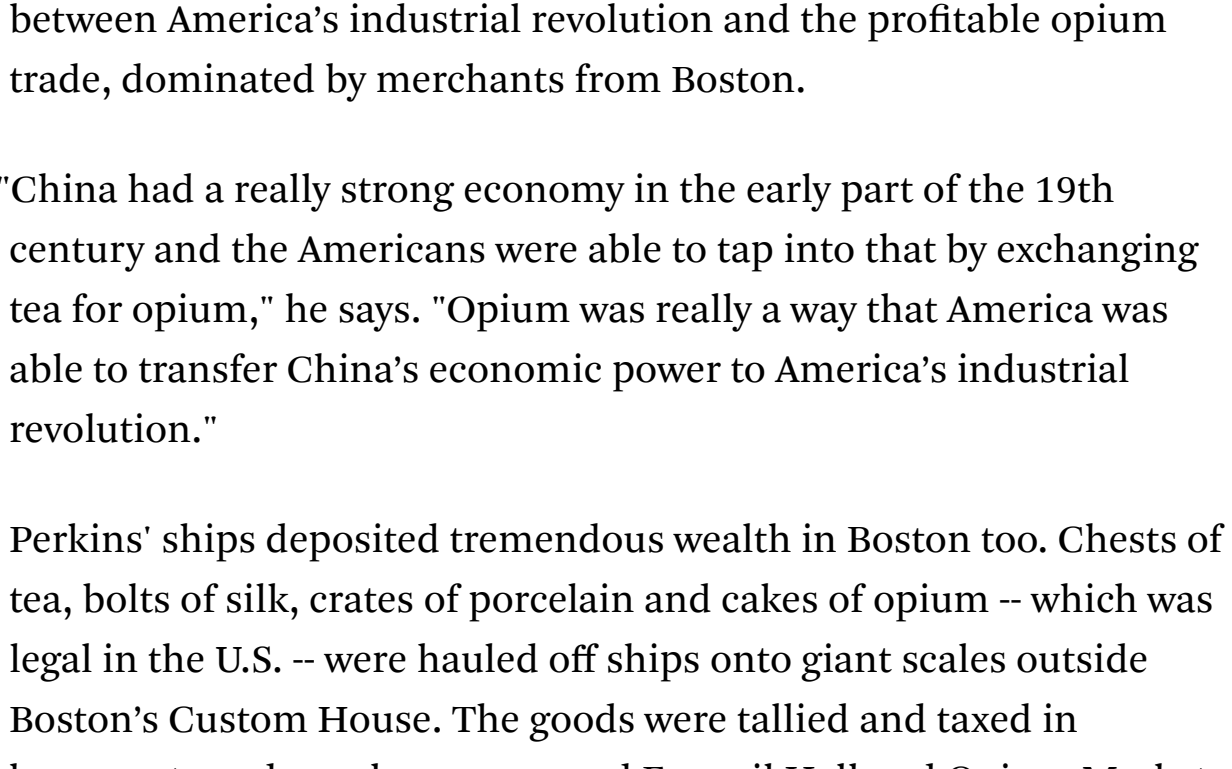 between America’s industrial revolution and the profitable opium
trade, dominated by merchants from Boston.
"China had a really strong economy in the early part of the 19th
century and the Americans were able to tap into that by exchanging
tea for opium," he says. "Opium was really a way that America was
able to transfer China’s economic power to America’s industrial
revolution."
Perkins' ships deposited tremendous wealth in Boston too. Chests of
tea, bolts of silk, crates of porcelain and cakes of opium -- which was
legal in the U.S. -- were hauled off ships onto giant scales outside
Boston’s Custom House. The goods were tallied and taxed in